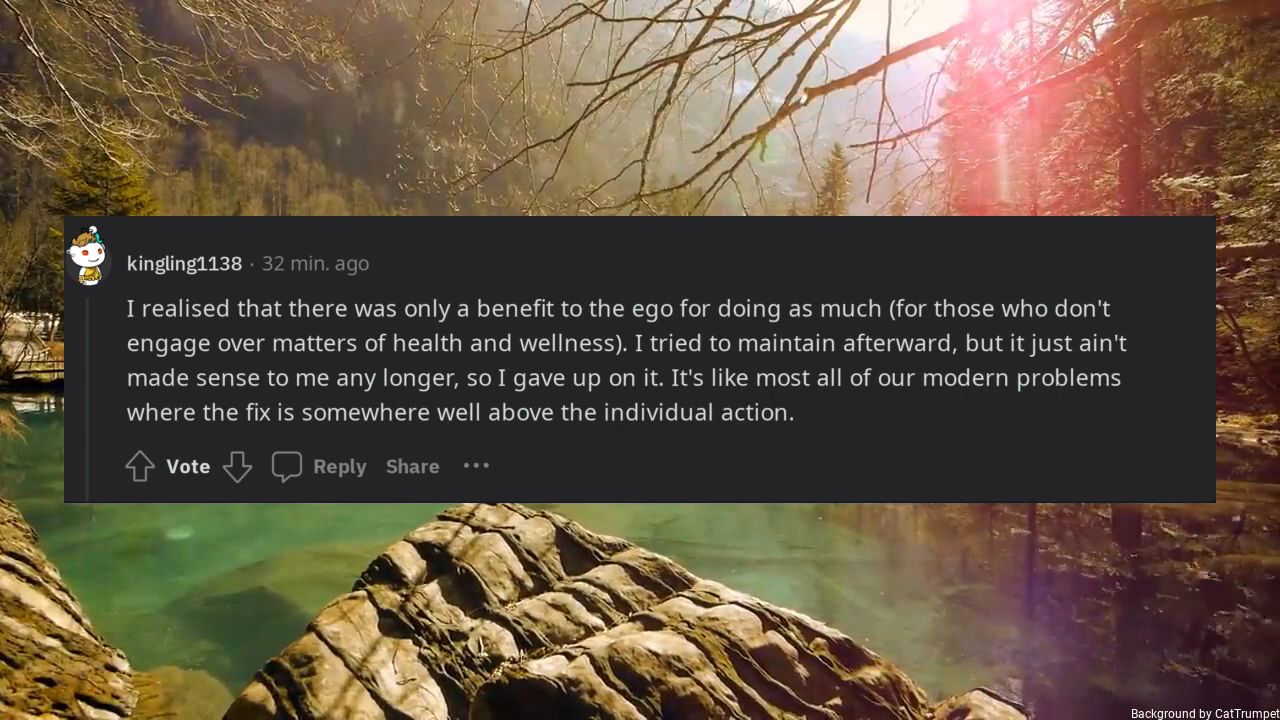 kingling1138 · 32 min. ago
I realised that there was only a benefit to the ego for doing as much (for those who don't
engage over matters of health and wellness). I tried to maintain afterward, but it just ain't
made sense to me any longer, so I gave up on it. It's like most all of our modern problems
where the fix is somewhere well above the individual action.
Vote Reply Share ···
Background by CatTrumpet